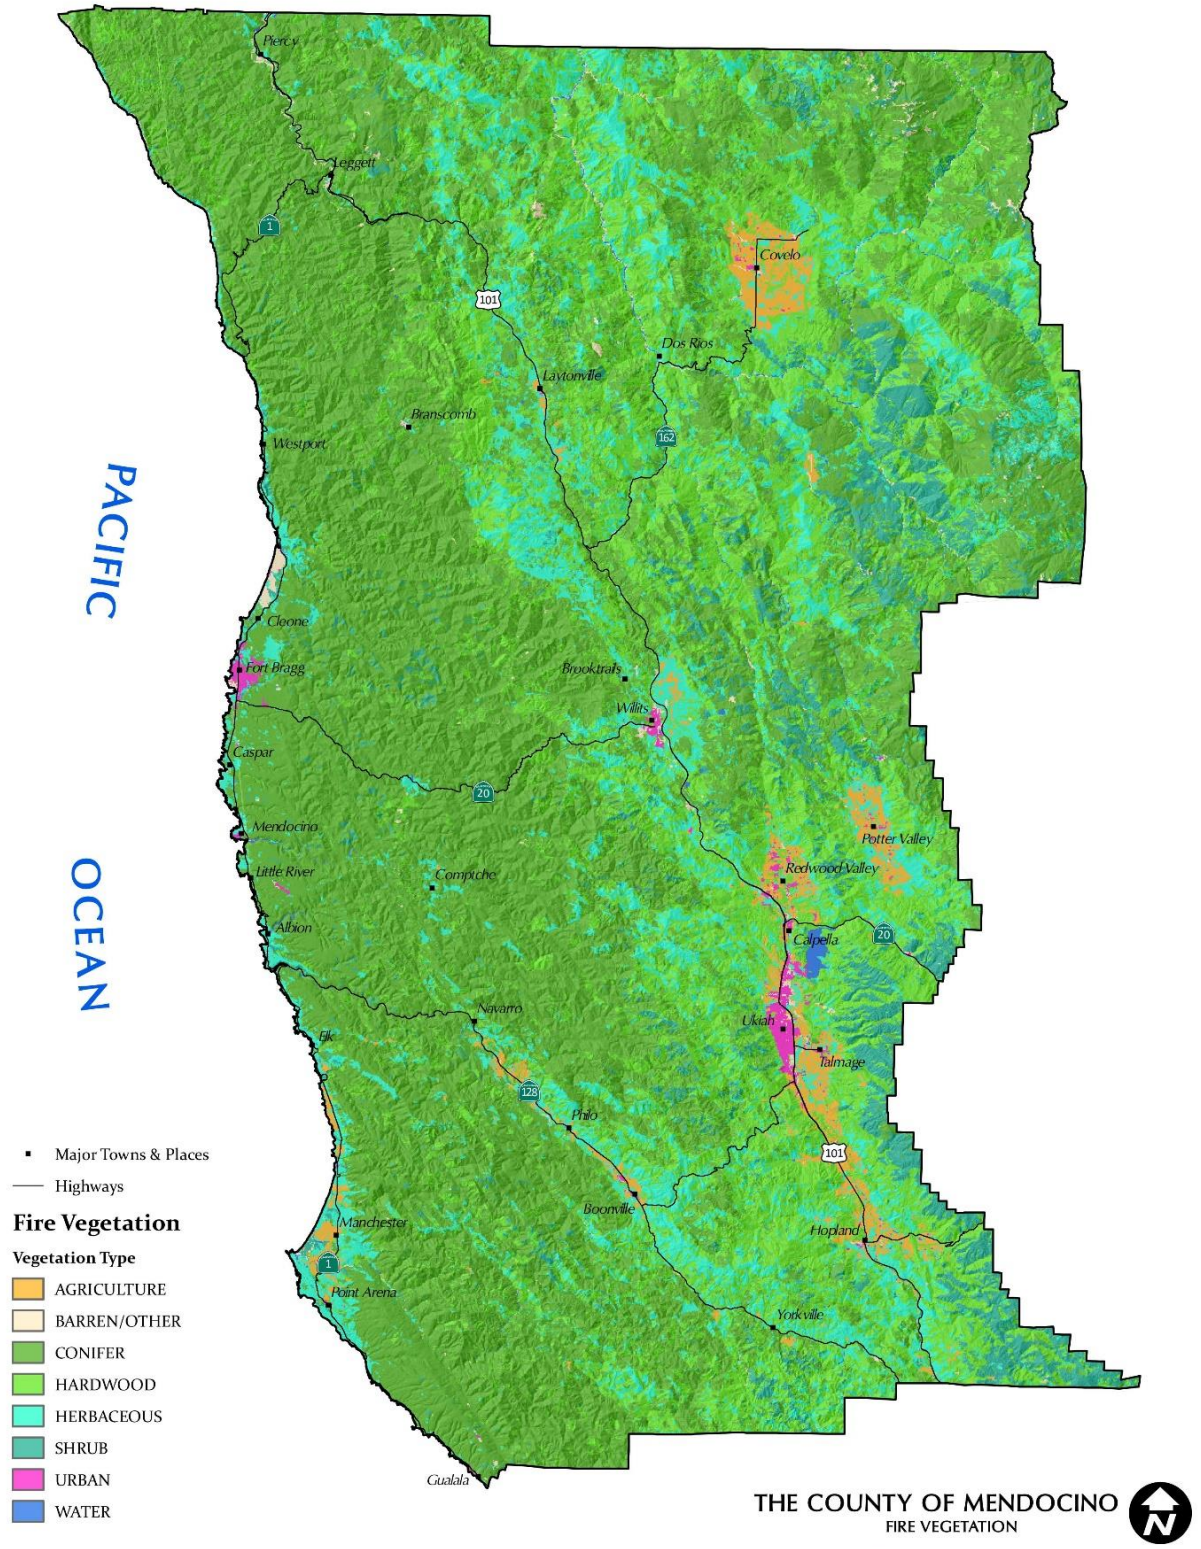 Piercy
Leggett
1
Covelo
101
Dos Rios
Laytonville
Branscomb
162
Westport
PACIFIC
Cleone
Fort Bragg
Brooktrails
Willits
Caspar
20
Mendocino
Potter Valley
OCEAN
Little River
Comptche
Redwood Valley
Albion
Calpella
20
Navarro
Ukiah
Elk
Talmage
128
Philo
101
Boonville
Manchester
Hopland
1
Point Arena
Yorkville
Gualala
Major Towns & Places
Highways
Fire Vegetation
Vegetation Type
AGRICULTURE
BARREN/OTHER
CONIFER
HARDWOOD
HERBACEOUS
SHRUB
URBAN
WATER
THE COUNTY OF MENDOCINO
FIRE VEGETATION
N